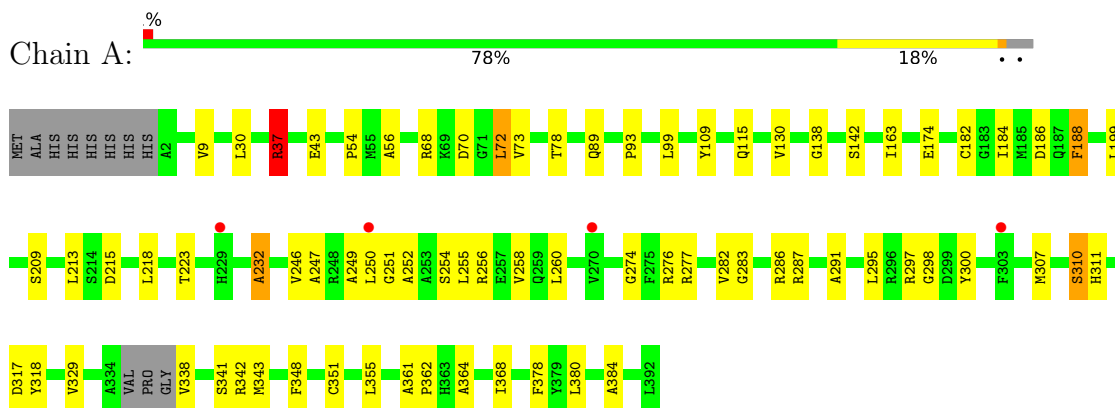 .%
Chain A:
78% 18% • •
MET ALA HIS HIS HIS HIS HIS HIS A2 V9 L30 R37 E43 P54 M55 A56 R68 K69 D70 G71 L72 V73 T78 Q89 P93 L99 Y109 Q115 V130 G138 S142 I163 E174 C182 G183 I184 M185 D186 Q187 F188
S209 L213 S214 D215 L218 T223 H229 A232 V246 A247 R248 A249 L250 G251 A252 A253 S254 L255 R256 E257 V258 Q259 L260 V270 G274 F275 R276 R277 V282 G283 R286 R287 A291 L295 R296 R297 G298 D299 Y300 F303 M307 S310 H311
D317 Y318 V329 A334 VAL PRO GLY V338 S341 R342 M343 F348 C351 L355 A361 P362 H363 A364 I368 F378 Y379 L380 A384 L392